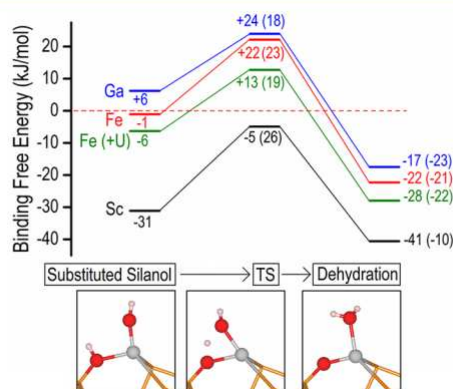 +24 (18)
20
+22 (23)
10
Ga
+6
+13 (19)
0
Fe
-1
Fe (+U)
-6
-5 (26)
-10
-17 (-23)
-20
-22 (-21)
-28 (-22)
-30
Sc
-31
-40
-41 (-10)
Binding Free Energy (kJ/mol)
Substituted Silanol
TS
Dehydration